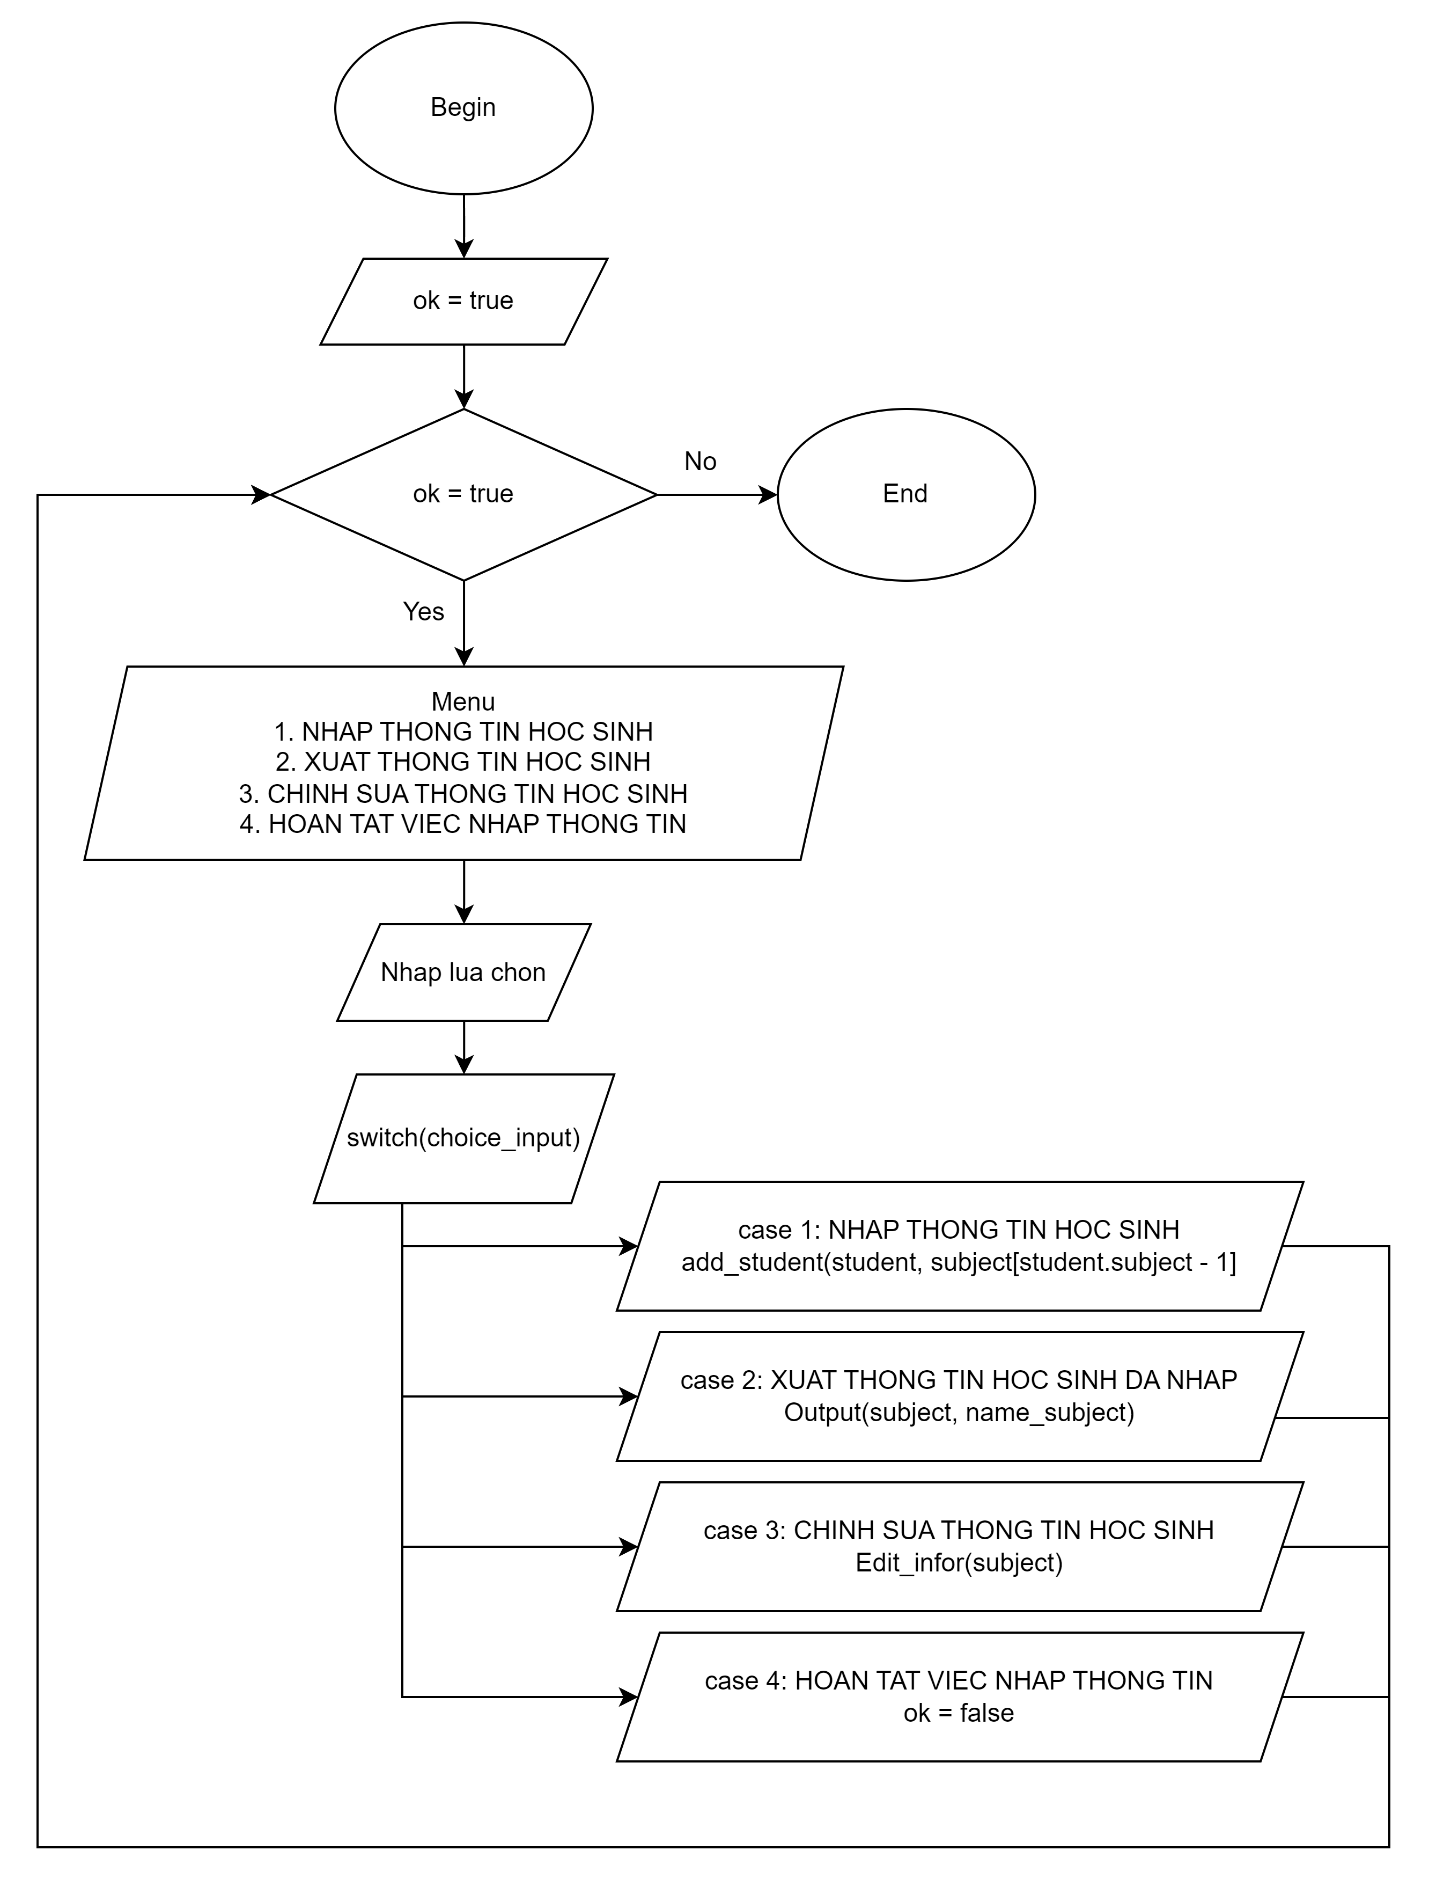 Begin
ok = true
ok = true
No
End
Yes
Menu
1. NHAP THONG TIN HOC SINH
2. XUAT THONG TIN HOC SINH
3. CHINH SUA THONG TIN HOC SINH
4. HOAN TAT VIEC NHAP THONG TIN
Nhap lua chon
switch(choice_input)
case 1: NHAP THONG TIN HOC SINH
add_student(student, subject[student.subject - 1]
case 2: XUAT THONG TIN HOC SINH DA NHAP
Output(subject, name_subject)
case 3: CHINH SUA THONG TIN HOC SINH
Edit_infor(subject)
case 4: HOAN TAT VIEC NHAP THONG TIN
ok = false